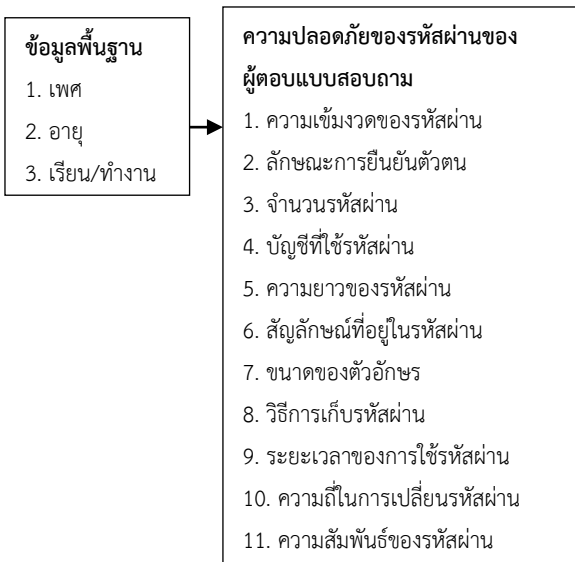 ข้อมูลพื้นฐาน
1. เพศ
2. อายุ
3. เรียน/ทำงาน
ความปลอดภัยของรหัสผ่านของ
ผู้ตอบแบบสอบถาม
1. ความเข้มงวดของรหัสผ่าน
2. ลักษณะการยืนยันตัวตน
3. จำนวนรหัสผ่าน
4. บัญชีที่ใช้รหัสผ่าน
5. ความยาวของรหัสผ่าน
6. สัญลักษณ์ที่อยู่ในรหัสผ่าน
7. ขนาดของตัวอักษร
8. วิธีการเก็บรหัสผ่าน
9. ระยะเวลาของการใช้รหัสผ่าน
10. ความถี่ในการเปลี่ยนรหัสผ่าน
11. ความสัมพันธ์ของรหัสผ่าน